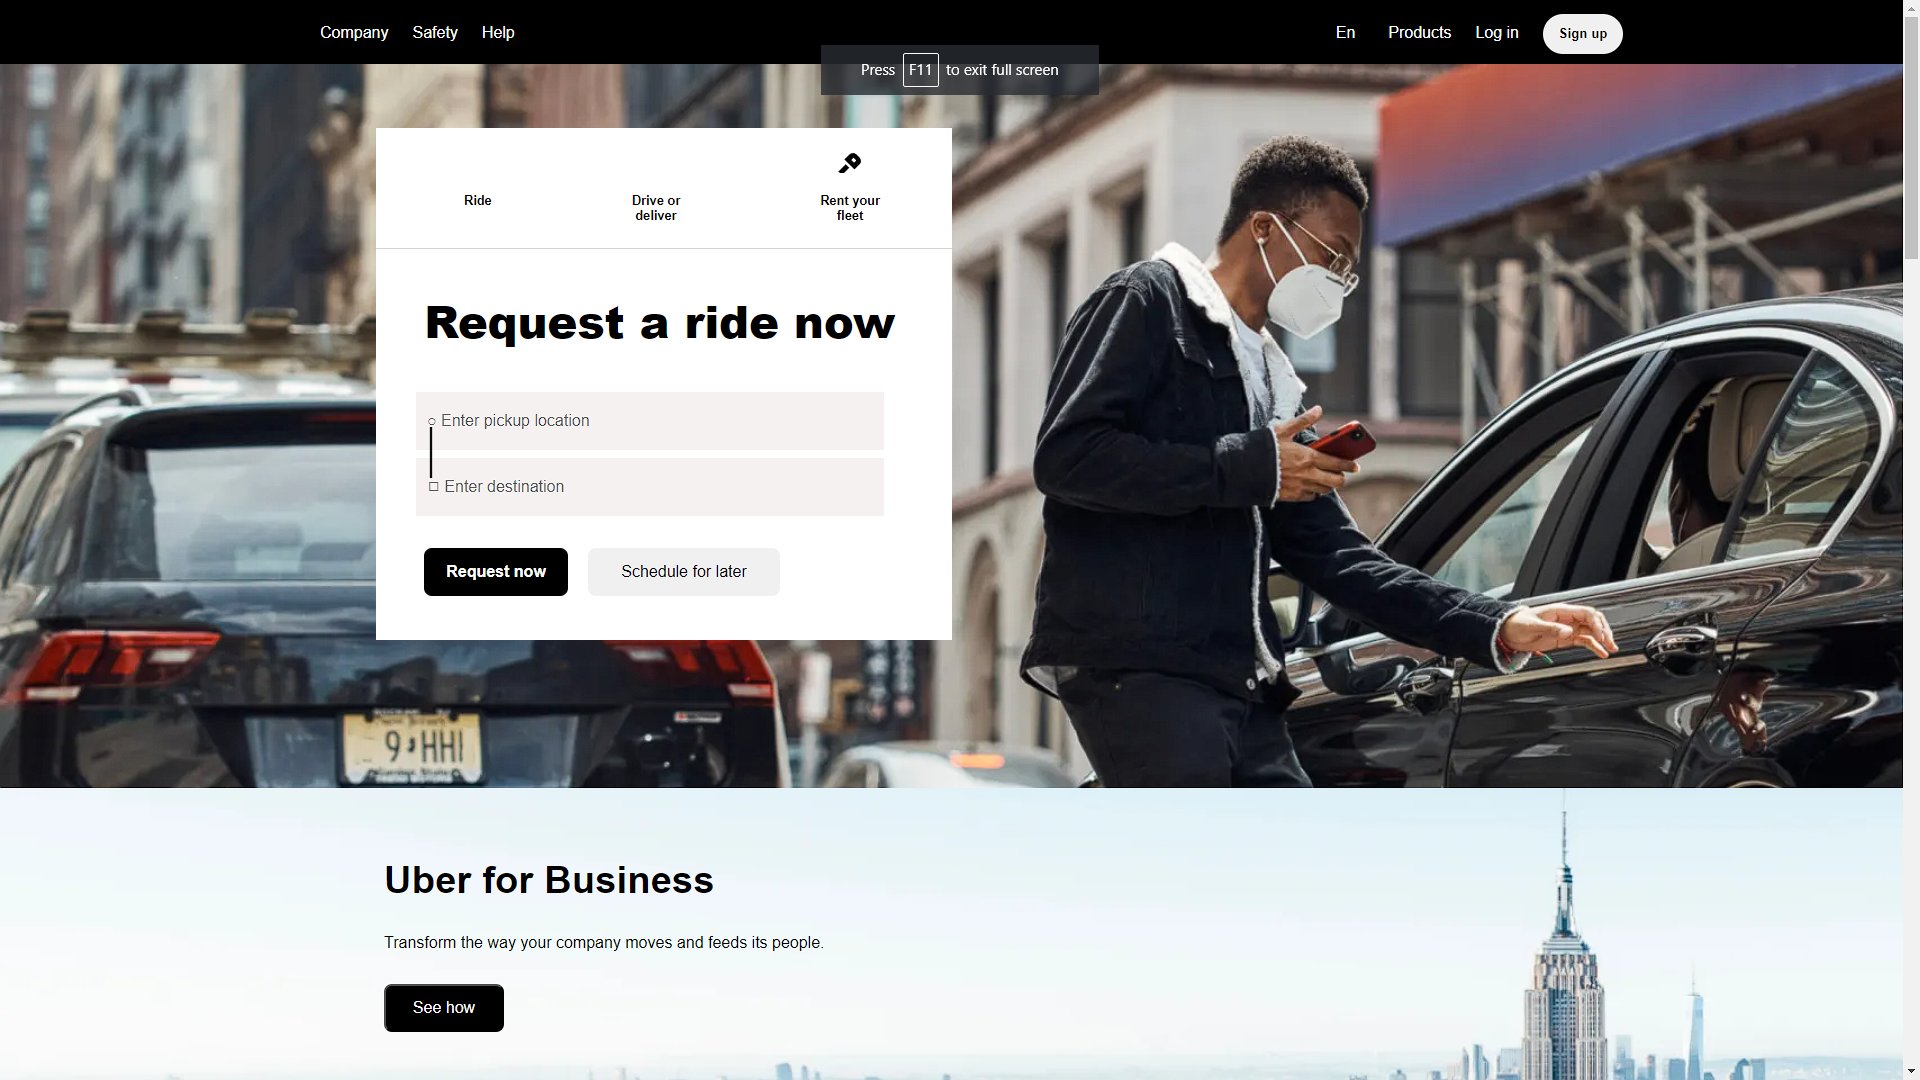 Company Safety Help
En Products Log in Sign up
Press F11 to exit full screen
Ride
Drive or
deliver
Rent your
fleet
Request a ride now
Enter pickup location
Enter destination
Request now
Schedule for later
Uber for Business
Transform the way your company moves and feeds its people.
See how